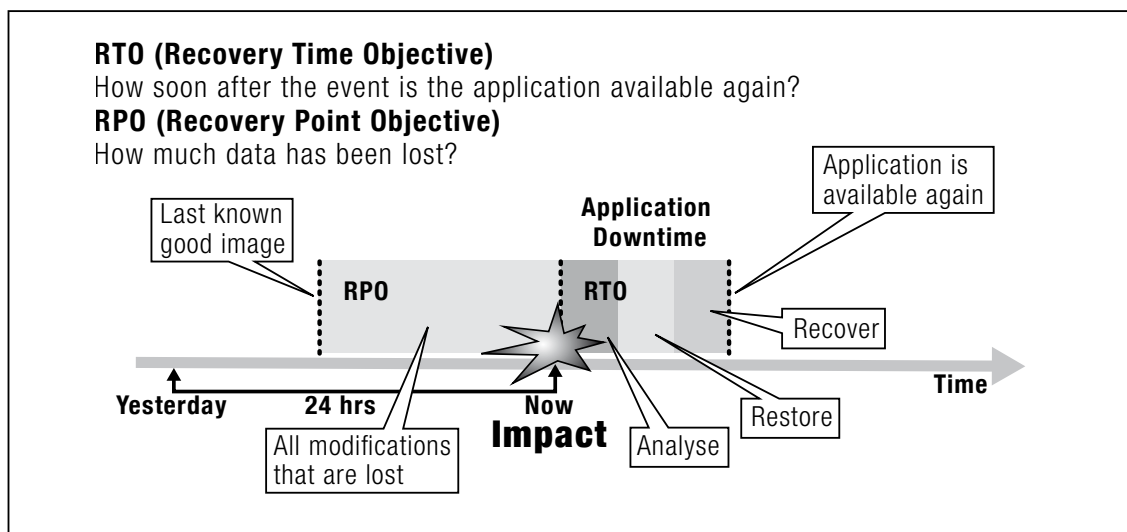 RTO (Recovery Time Objective)
How soon after the event is the application available again?
RPO (Recovery Point Objective)
How much data has been lost?
Last known
good image
Application
Downtime
Application is
available again
RPO
RTO
Recover
Time
Yesterday
24 hrs
Now
Impact
Restore
Analyse
All modifications
that are lost